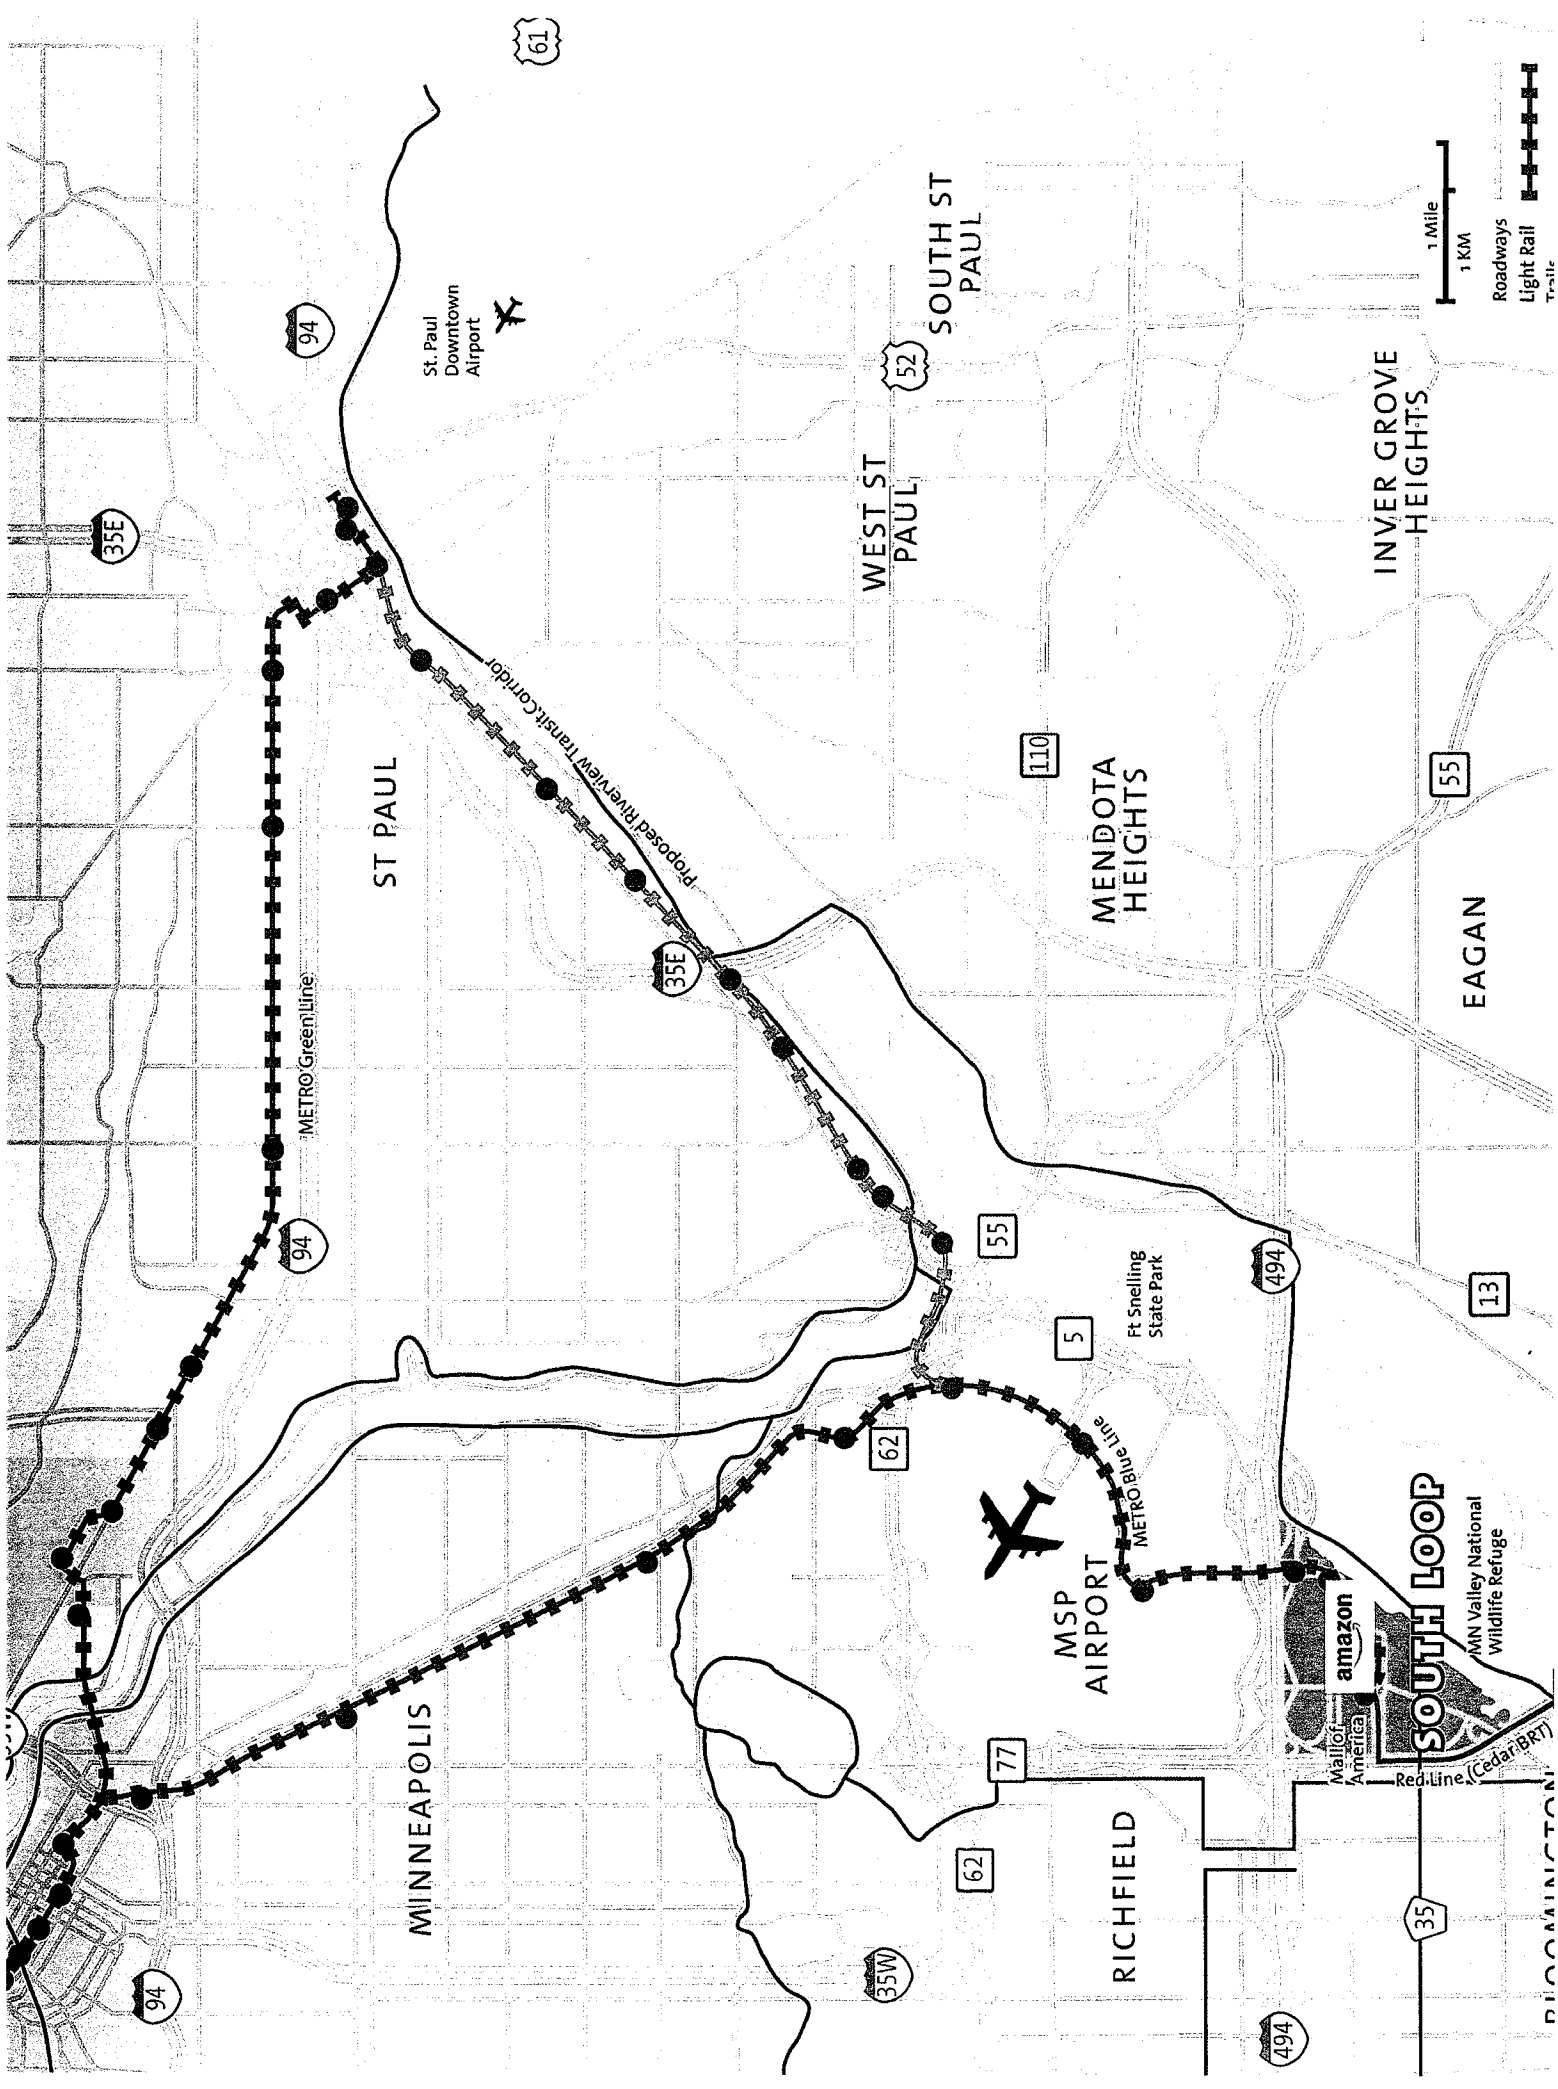 94
35E
94
61
METRO Green Line
94
ST PAUL
St. Paul
Downtown
Airport
MINNEAPOLIS
Proposed Riverview Transit Corridor
35E
WEST ST
PAUL
52
SOUTH ST
PAUL
35W
62
62
55
110
77
5
MENDOTA
HEIGHTS
MSP
AIRPORT
METRO Blue Line
Ft Snelling
State Park
RICHFIELD
494
494
Mall of
America
amazon
SOUTH LOOP
Red Line (Cedar BRT)
MN Valley National
Wildlife Refuge
35
13
EAGAN
55
INVER GROVE
HEIGHTS
1 Mile
1 KM
Roadways
Light Rail
Trails
BLOOMINGTON